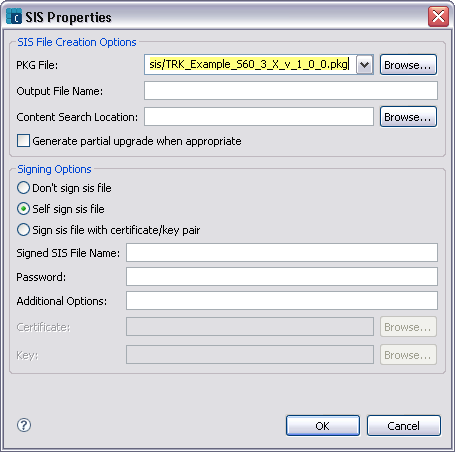 SIS Properties
SIS File Creation Options
PKG File: sis/TRK_Example_S60_3_X_v_1_0_0.pkg Browse...
Output File Name:
Content Search Location: Browse...
Generate partial upgrade when appropriate
Signing Options
Don't sign sis file
Self sign sis file
Sign sis file with certificate/key pair
Signed SIS File Name:
Password:
Additional Options:
Certificate: Browse...
Key: Browse...
? OK Cancel